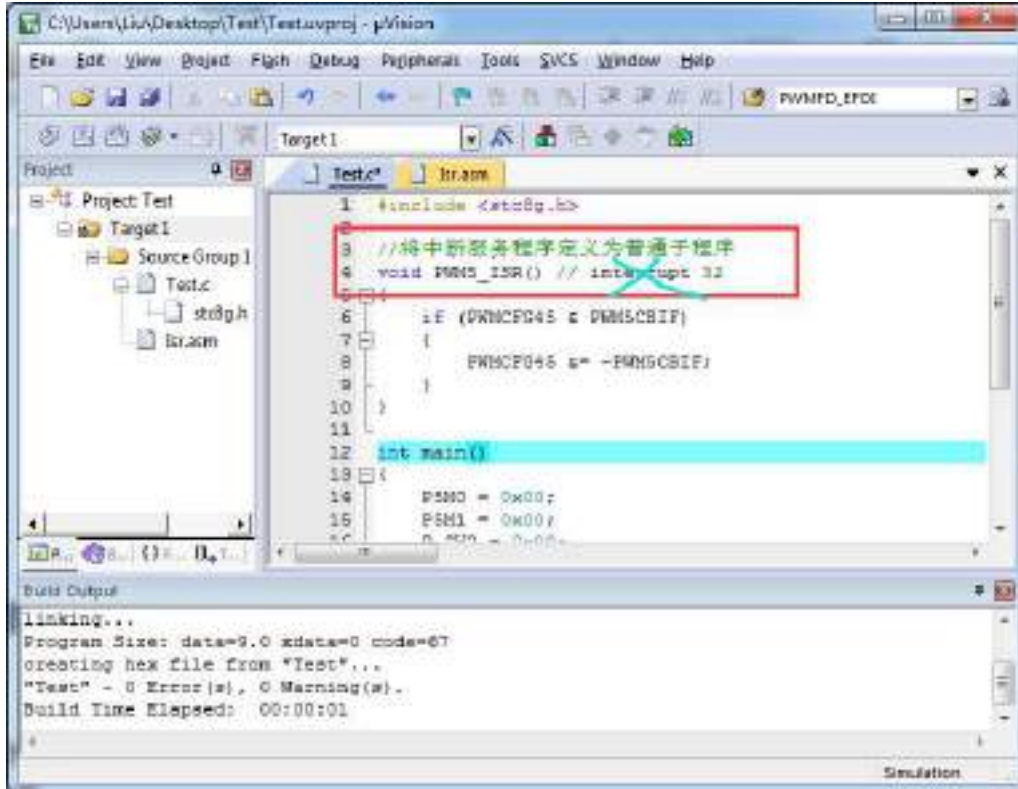 C:\Users\Liu\Desktop\Test\Test.uvproj - µVision
File Edit View Project Flash Debug Peripherals Tools SVCS Window Help
PWMFD_EFDI
Target 1
Project
Test.c* Isr.asm
Project: Test
Target 1
Source Group 1
Test.c
stc8g.h
Isr.asm
1 #include <stc8g.h>
2
3 //将中断服务程序定义为普通子程序
4 void PWM5_ISR() // interrupt 32
5 {
6 if (PWMCFG45 & PWM5CBIF)
7 {
8 PWMCFG45 &= ~PWM5CBIF;
9 }
10 }
11
12 int main()
13 {
14 P5M0 = 0x00;
15 P5M1 = 0x00;
Build Output
linking...
Program Size: data=9.0 xdata=0 code=67
creating hex file from "Test"...
"Test" - 0 Error(s), 0 Warning(s).
Build Time Elapsed: 00:00:01
Simulation